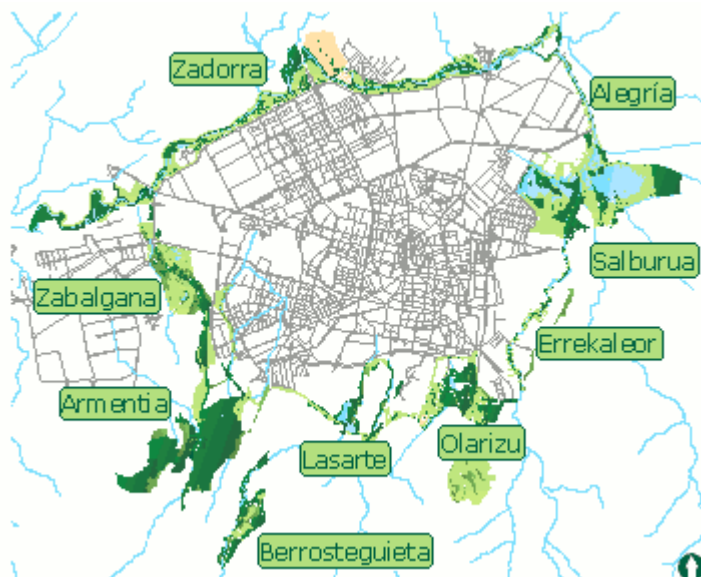 Zadorra
Alegría
Salburua
Zabalgana
Errekaleor
Armentia
Olarizu
Lasarte
Berrosteguieta